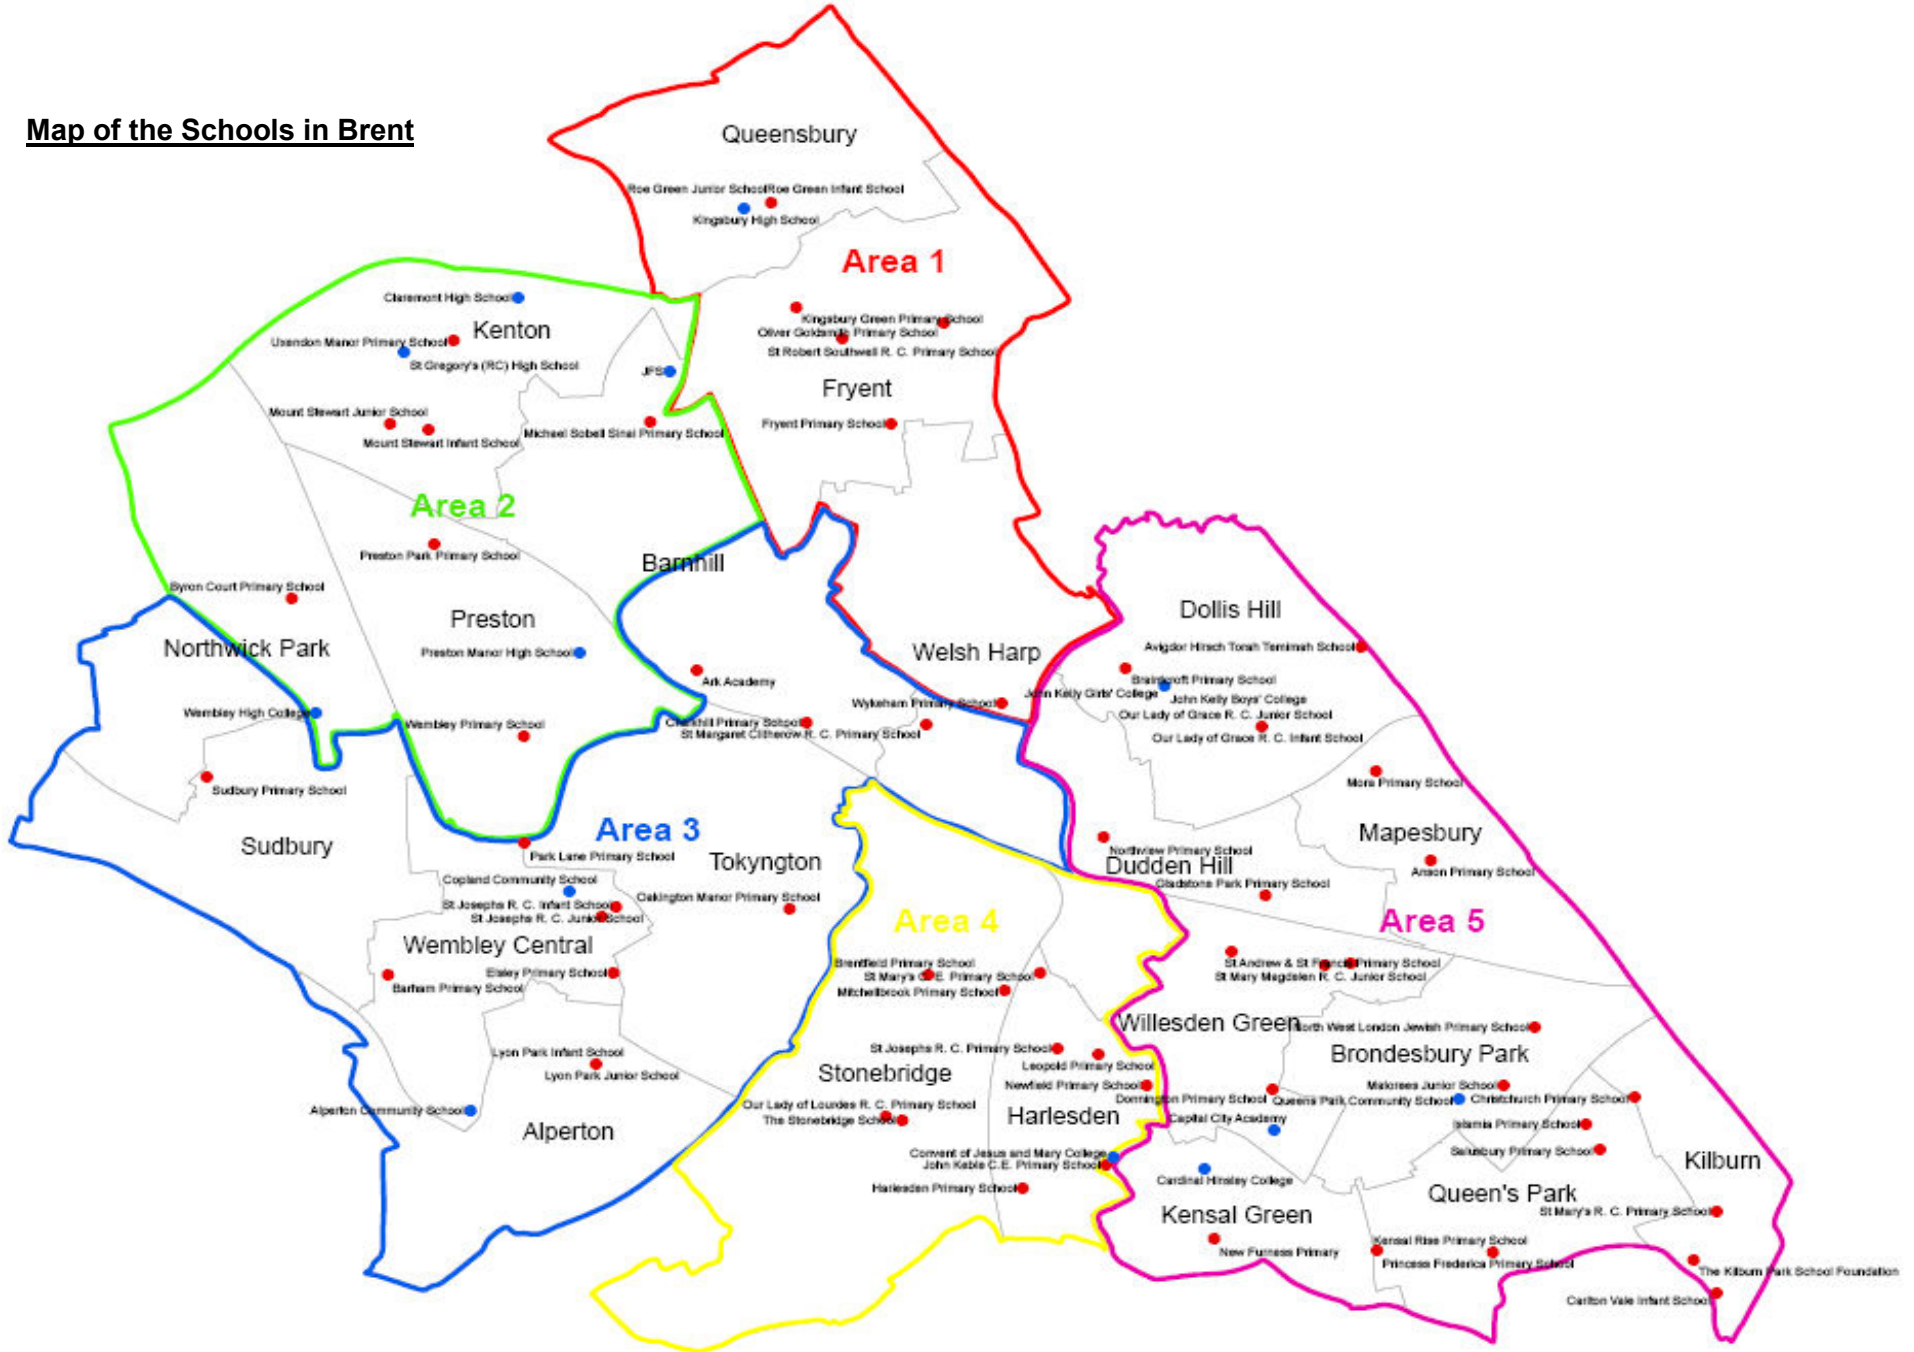 Map of the Schools in Brent
Queensbury
Roe Green Junior School
Roe Green Infant School
Kingsbury High School
Area 1
Claremont High School
Kingsbury Green Primary School
Kenton
Oliver Goldsmith Primary School
Uxendon Manor Primary School
St Robert Southwell R. C. Primary School
St Gregory's (RC) High School
JFS
Fryent
Mount Stewart Junior School
Fryent Primary School
Michael Sobell Sinai Primary School
Mount Stewart Infant School
Area 2
Preston Park Primary School
Barnhill
Byron Court Primary School
Dollis Hill
Preston
Northwick Park
Avigdor Hirsch Torah Temimah School
Preston Manor High School
Welsh Harp
Ark Academy
Braintcroft Primary School
John Kelly Girls' College
John Kelly Boys' College
Wykeham Primary School
Wembley High College
Our Lady of Grace R. C. Junior School
Wembley Primary School
Chalkhill Primary School
St Margaret Clitherow R. C. Primary School
Our Lady of Grace R. C. Infant School
Mora Primary School
Sudbury Primary School
Area 3
Mapesbury
Sudbury
Northview Primary School
Park Lane Primary School
Tokyngton
Dudden Hill
Anson Primary School
Copland Community School
Gladstone Park Primary School
Oakington Manor Primary School
St Josephs R. C. Infant School
St Josephs R. C. Junior School
Area 4
Area 5
Wembley Central
Brentfield Primary School
St Andrew & St Francis Primary School
Elsley Primary School
St Mary's C. E. Primary School
St Mary Magdalen R. C. Junior School
Barham Primary School
Mitchellbrook Primary School
Willesden Green
North West London Jewish Primary School
Lyon Park Infant School
St Josephs R. C. Primary School
Brondesbury Park
Leopold Primary School
Stonebridge
Lyon Park Junior School
Newfield Primary School
Malorees Junior School
Donnington Primary School
Queens Park Community School
Christchurch Primary School
Our Lady of Lourdes R. C. Primary School
Alperton Community School
Harlesden
The Stonebridge School
Capital City Academy
Islamia Primary School
Alperton
Convent of Jesus and Mary College
Salusbury Primary School
John Keble C.E. Primary School
Kilburn
Cardinal Hinsley College
Harlesden Primary School
Queen's Park
Kensal Green
St Mary's R. C. Primary School
Kensal Rise Primary School
New Furness Primary
Princess Frederica Primary School
The Kilburn Park School Foundation
Carlton Vale Infant School